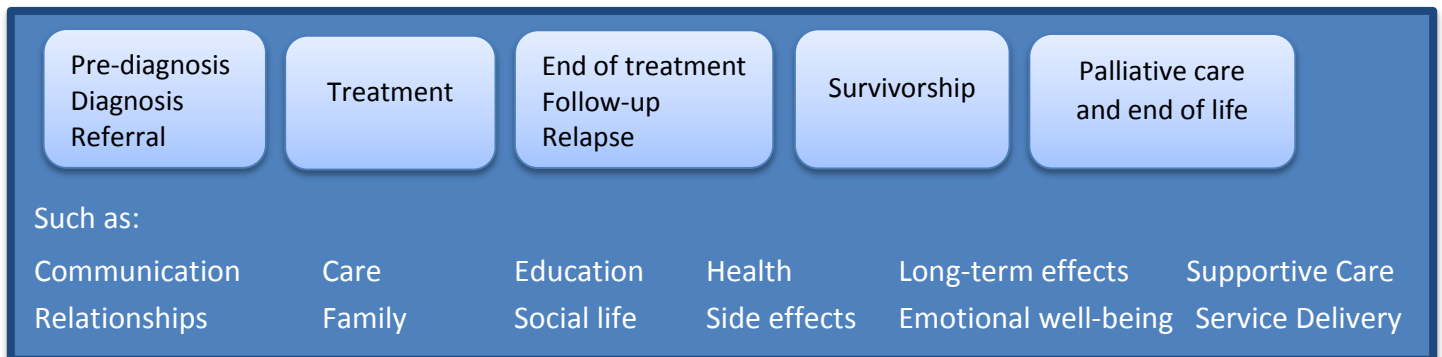 Pre-diagnosis
Diagnosis
Referral
Treatment
End of treatment
Follow-up
Relapse
Survivorship
Palliative care
and end of life
Such as:
Communication Care Education Health Long-term effects Supportive Care
Relationships Family Social life Side effects Emotional well-being Service Delivery